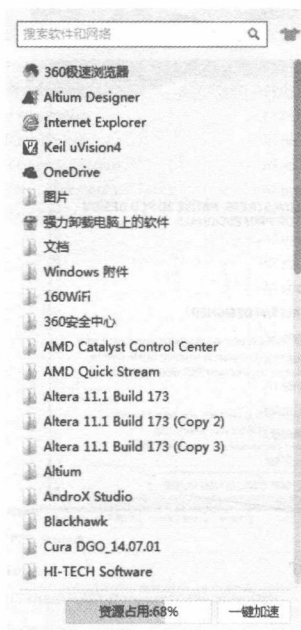 搜索软件和网络
360极速浏览器
Altium Designer
Internet Explorer
Keil uVision4
OneDrive
图片
强力卸载电脑上的软件
文档
Windows 附件
160WiFi
360安全中心
AMD Catalyst Control Center
AMD Quick Stream
Altera 11.1 Build 173
Altera 11.1 Build 173 (Copy 2)
Altera 11.1 Build 173 (Copy 3)
Altium
AndroX Studio
Blackhawk
Cura DGO_14.07.01
HI-TECH Software
资源占用:68% 一键加速